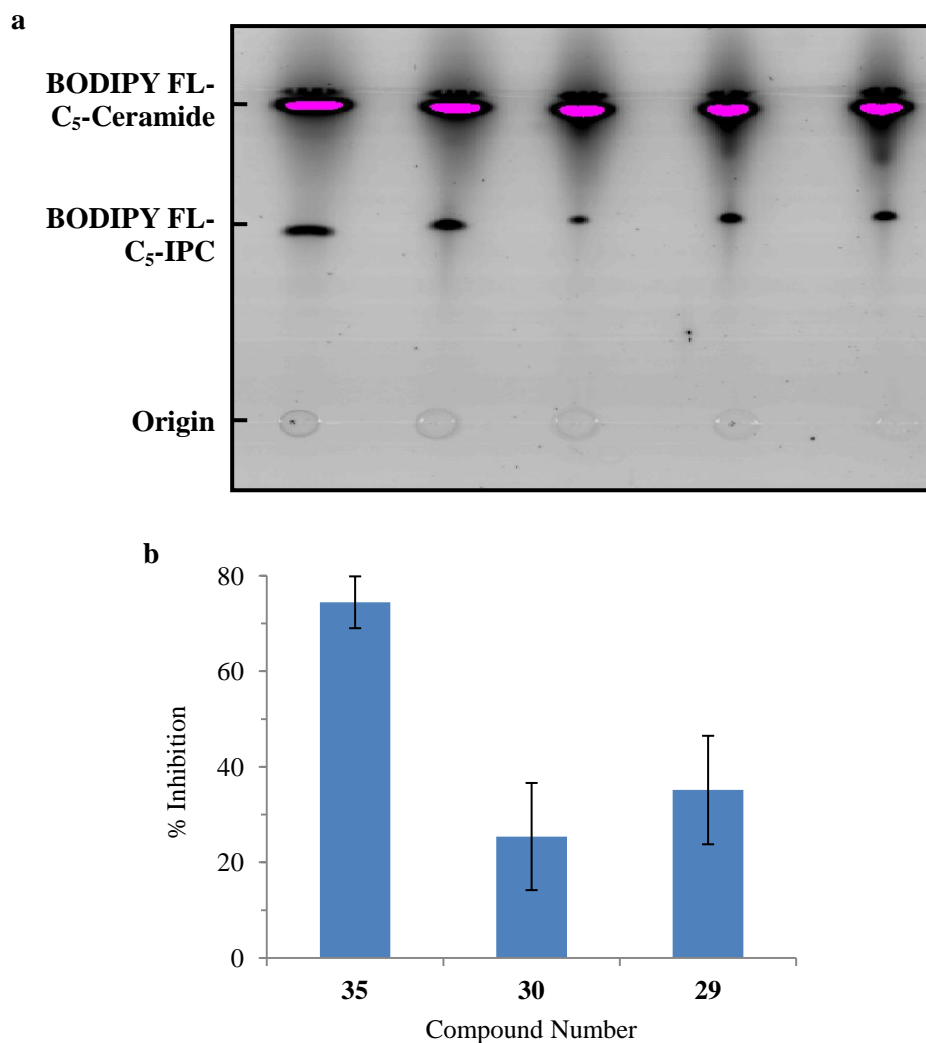 a
BODIPY FL-
C₅-Ceramide
BODIPY FL-
C₅-IPC
Origin
b
80
60
40
20
0
% Inhibition
35 30 29
Compound Number